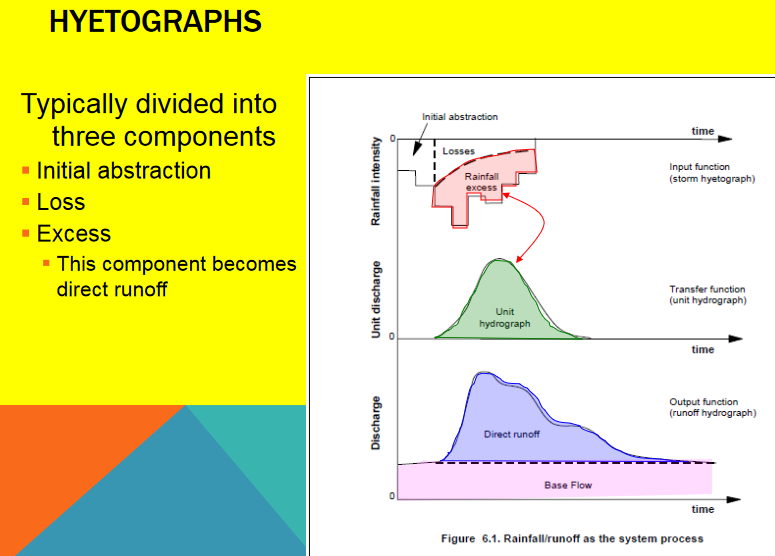 HYETOGRAPHS
Typically divided into
three components
Initial abstraction
Loss
Excess
This component becomes
direct runoff
Initial abstraction
0
time
Losses
Rainfall intensity
Rainfall
excess
Input function
(storm hyetograph)
Unit discharge
Unit
hydrograph
Transfer function
(unit hydrograph)
0
time
Discharge
Direct runoff
Output function
(runoff hydrograph)
Base Flow
0
time
Figure 6.1. Rainfall/runoff as the system process